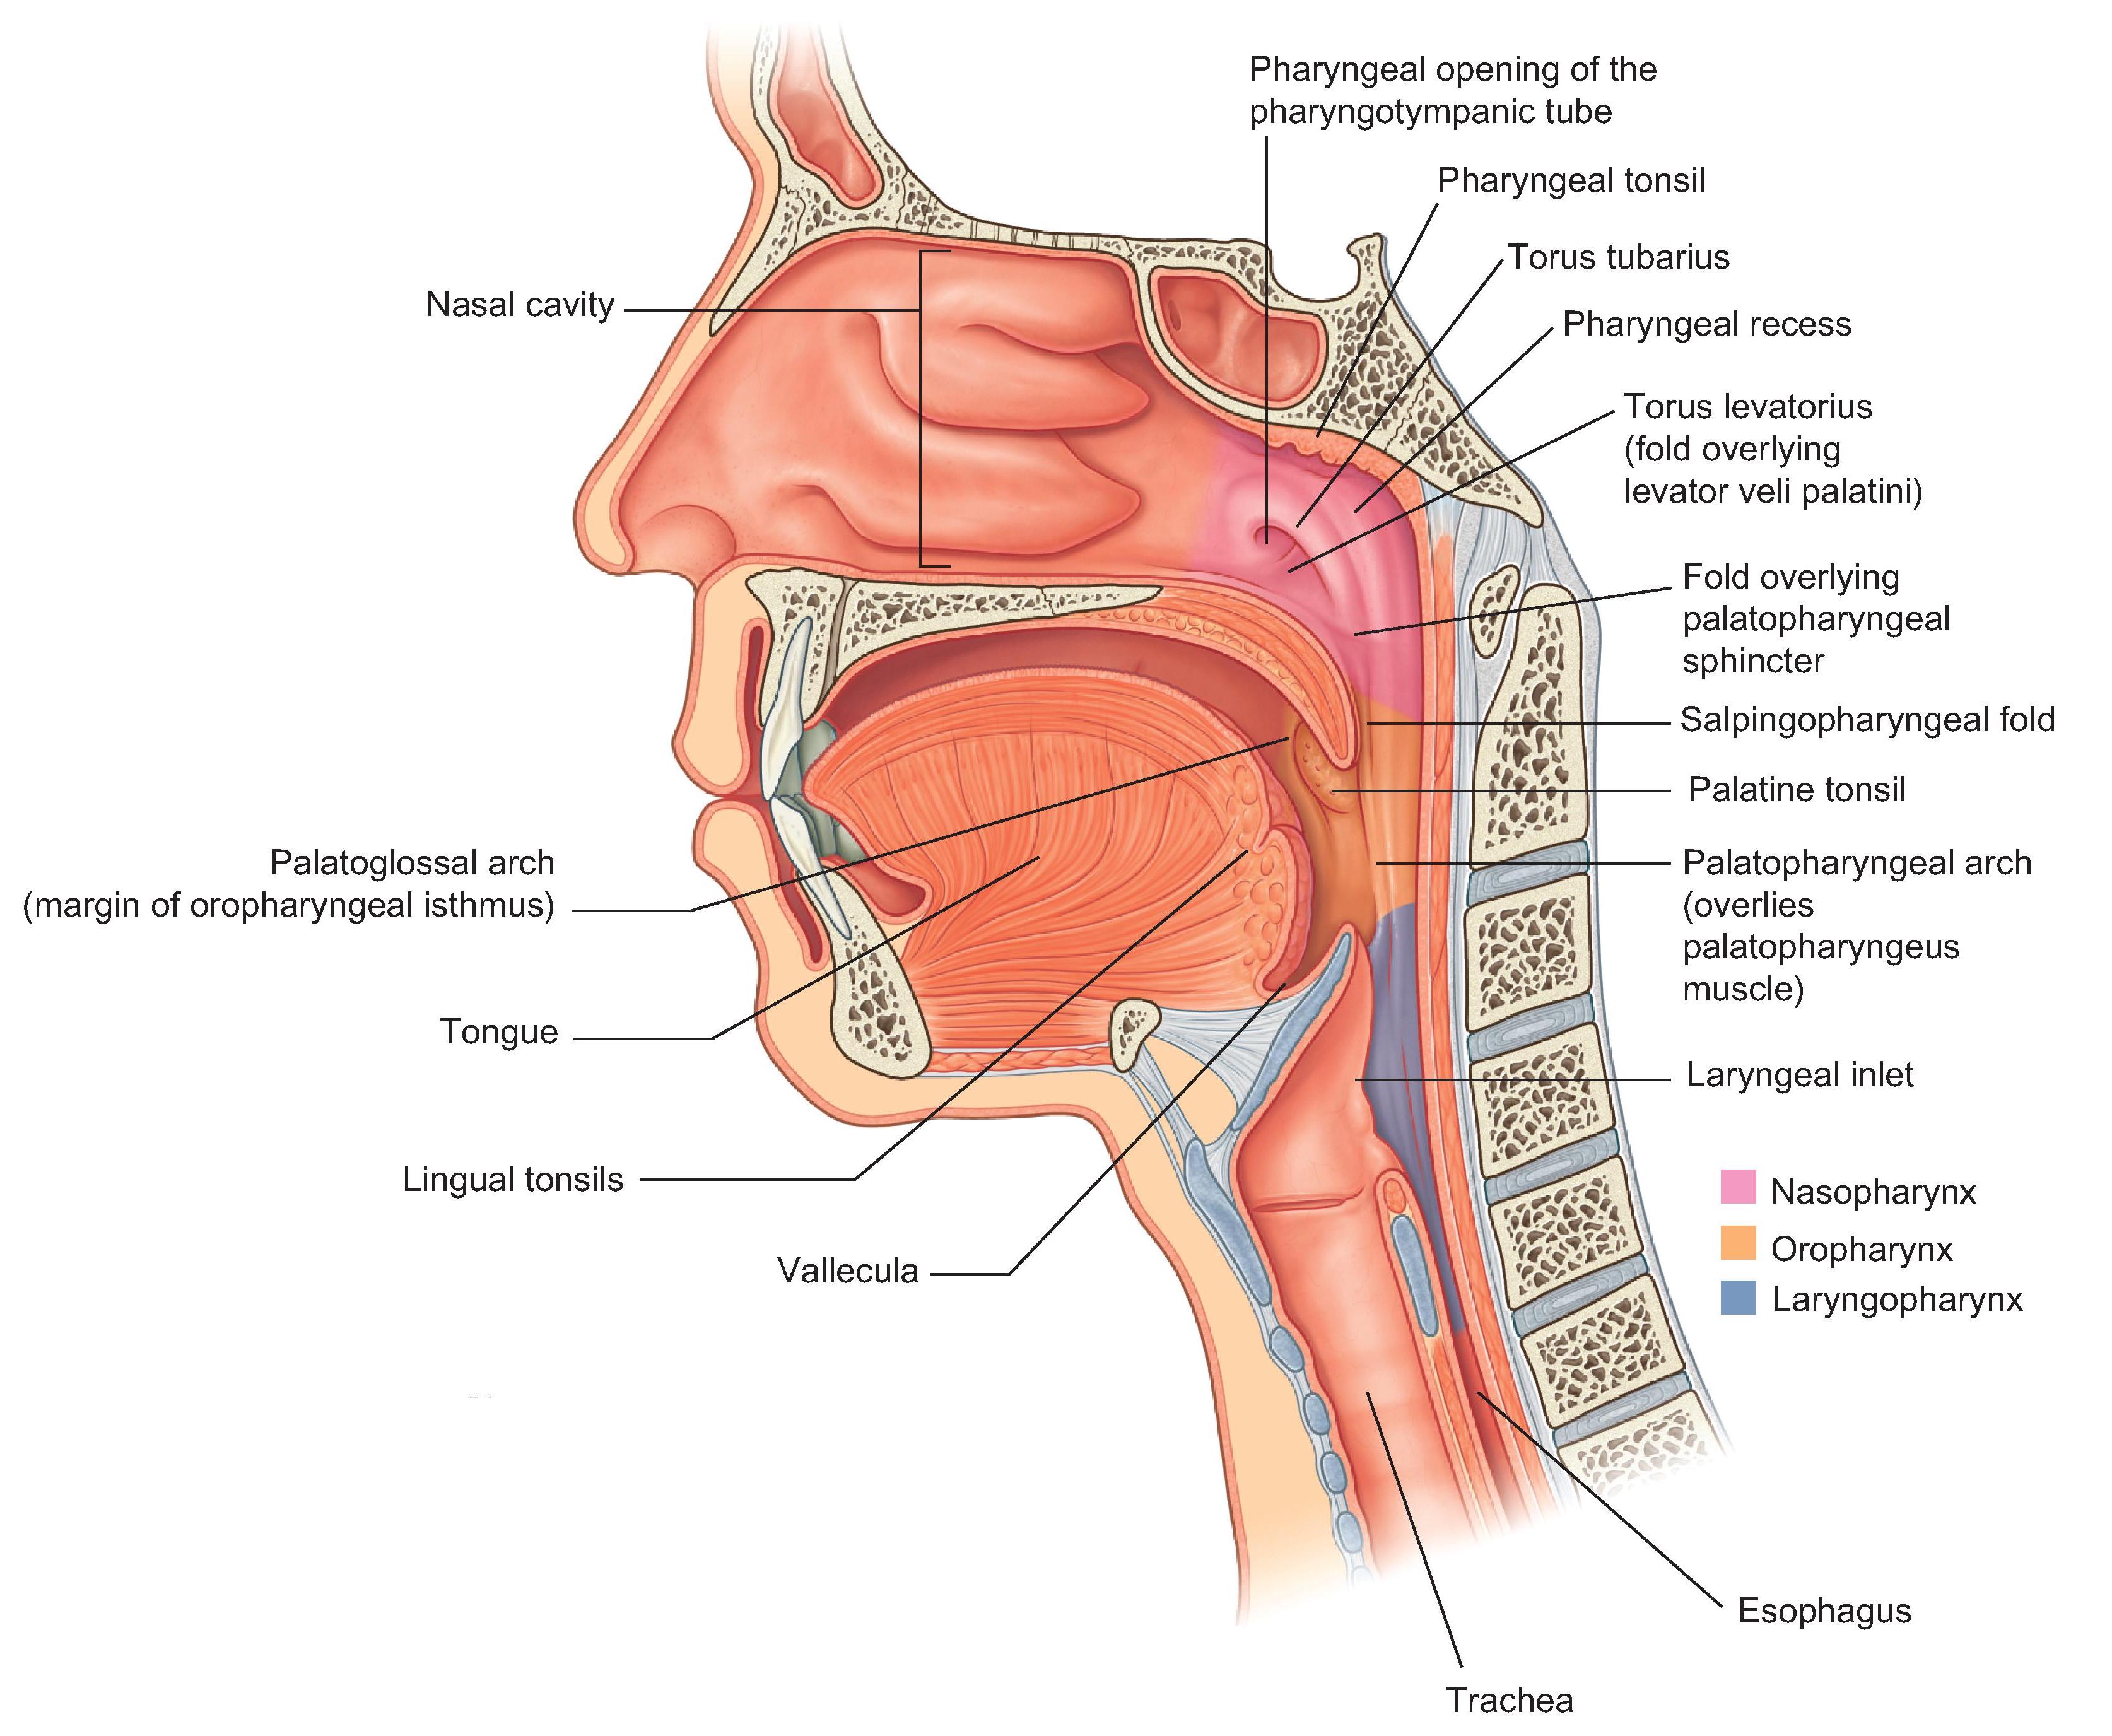 Pharyngeal opening of the
pharyngotympanic tube
Pharyngeal tonsil
Torus tubarius
Nasal cavity
Pharyngeal recess
Torus levatorius
(fold overlying
levator veli palatini)
Fold overlying
palatopharyngeal
sphincter
Salpingopharyngeal fold
Palatine tonsil
Palatoglossal arch
(margin of oropharyngeal isthmus)
Palatopharyngeal arch
(overlies
palatopharyngeus
muscle)
Tongue
Laryngeal inlet
Lingual tonsils
Vallecula
Nasopharynx
Oropharynx
Laryngopharynx
Esophagus
Trachea